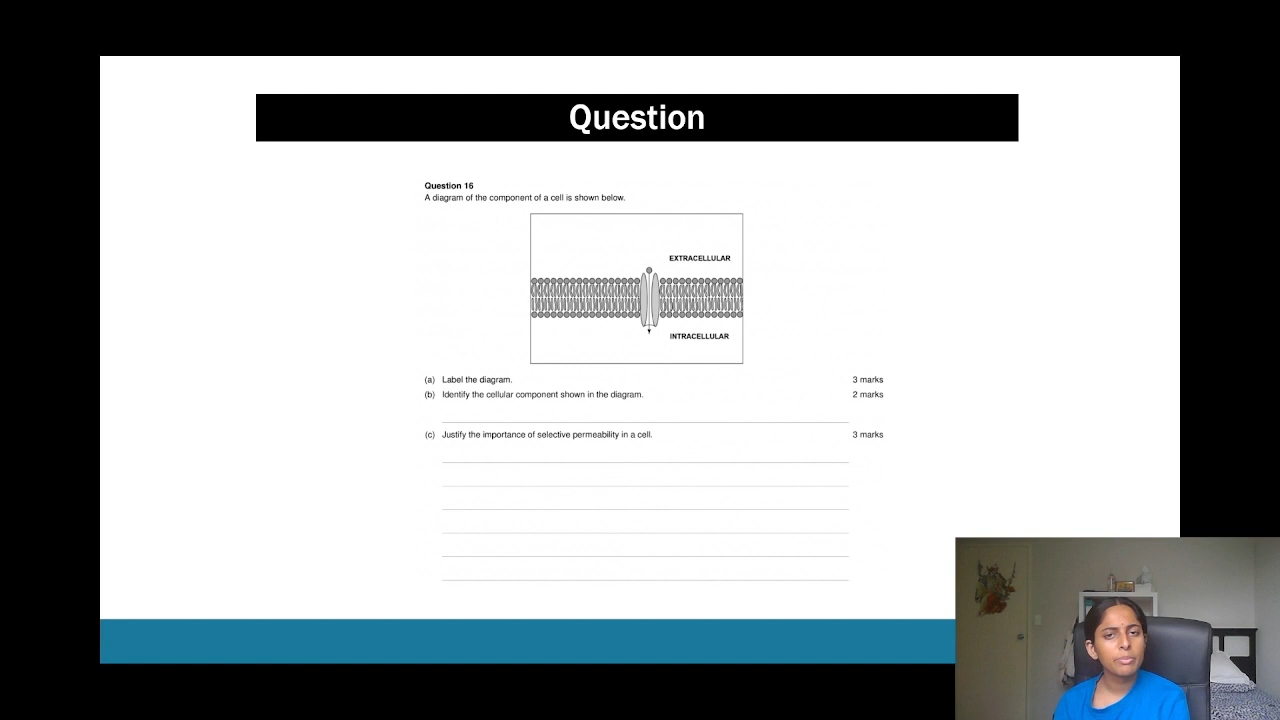 Question
Question 16
A diagram of the component of a cell is shown below.
EXTRACELLULAR
INTRACELLULAR
(a) Label the diagram. 3 marks
(b) Identify the cellular component shown in the diagram. 2 marks
(c) Justify the importance of selective permeability in a cell. 3 marks